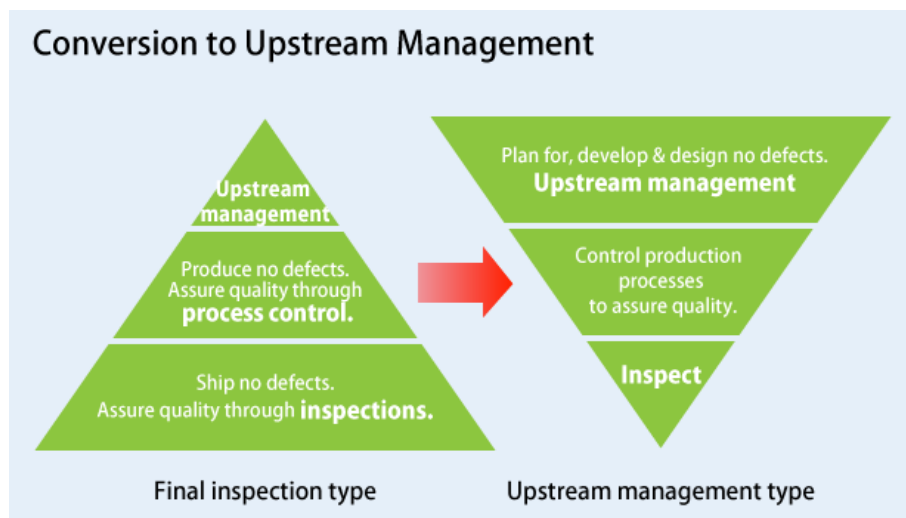 Conversion to Upstream Management
Upstream
management
Produce no defects.
Assure quality through
process control.
Ship no defects.
Assure quality through inspections.
Final inspection type
Plan for, develop & design no defects.
Upstream management
Control production
processes
to assure quality.
Inspect
Upstream management type